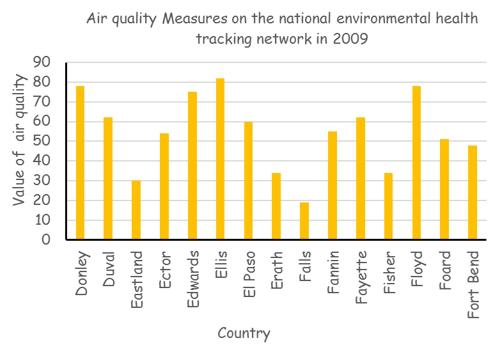 Air quality Measures on the national environmental health
tracking network in 2009
Value of air quality
90
80
70
60
50
40
30
20
10
0
Donley
Duval
Eastland
Ector
Edwards
Ellis
El Paso
Erath
Falls
Fannin
Fayette
Fisher
Floyd
Foard
Fort Bend
Country